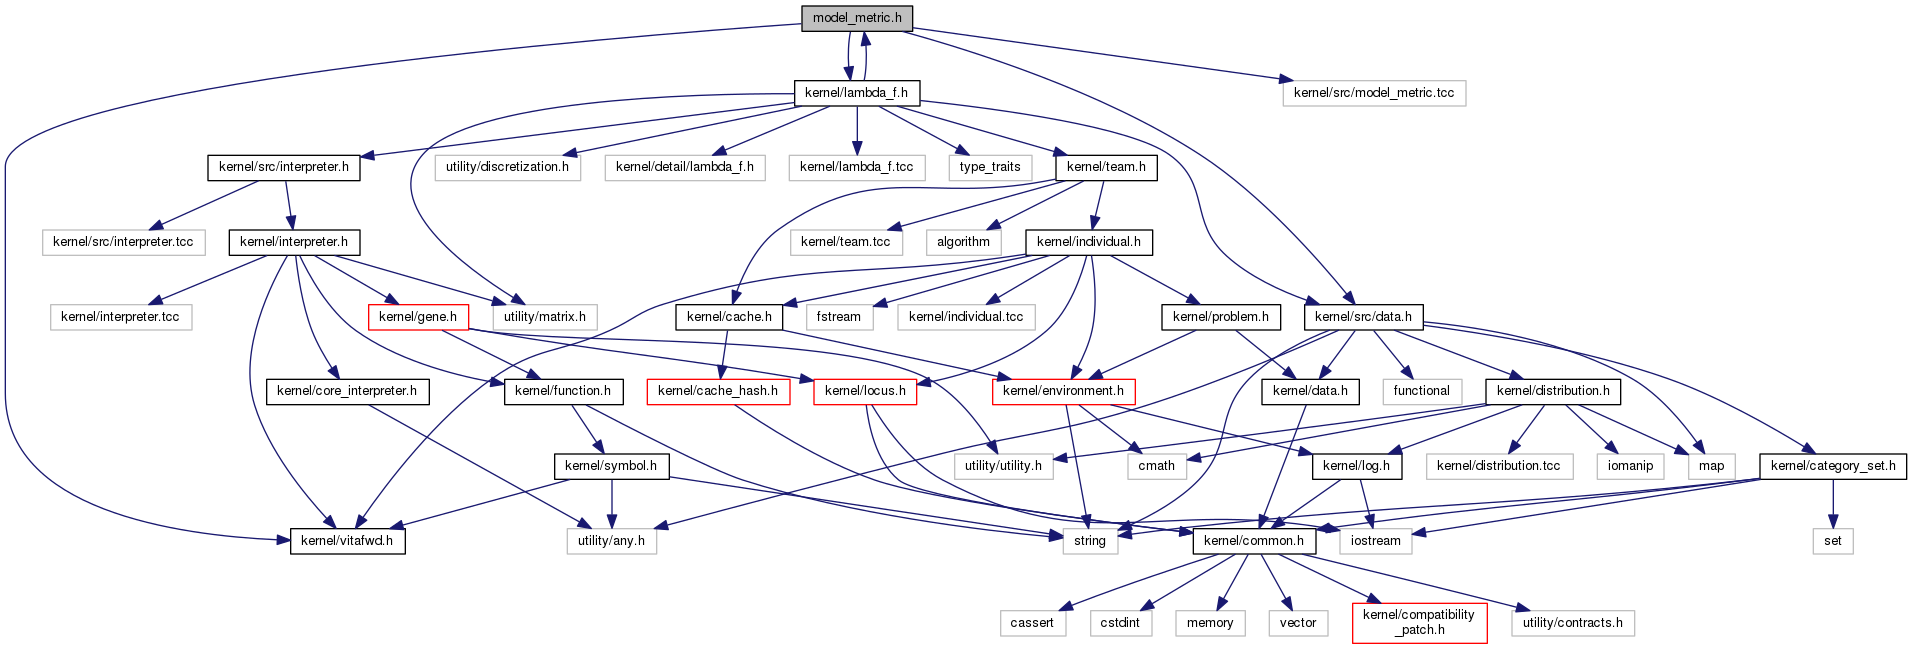 model_metric.h
kernel/lambda_f.h
kernel/src/model_metric.tcc
kernel/src/interpreter.h
utility/discretization.h
kernel/detail/lambda_f.h
kernel/lambda_f.tcc
type_traits
kernel/team.h
kernel/src/interpreter.tcc
kernel/interpreter.h
kernel/team.tcc
algorithm
kernel/individual.h
kernel/interpreter.tcc
kernel/gene.h
utility/matrix.h
kernel/cache.h
fstream
kernel/individual.tcc
kernel/problem.h
kernel/src/data.h
kernel/core_interpreter.h
kernel/function.h
kernel/cache_hash.h
kernel/locus.h
kernel/environment.h
kernel/data.h
functional
kernel/distribution.h
kernel/symbol.h
utility/utility.h
cmath
kernel/log.h
kernel/distribution.tcc
iomanip
map
kernel/category_set.h
kernel/vitafwd.h
utility/any.h
string
kernel/common.h
iostream
set
cassert
cstdint
memory
vector
kernel/compatibility
_patch.h
utility/contracts.h